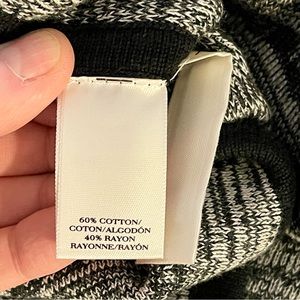 60% COTTON/
COTON/ALGODÓN
40% RAYON
RAYONNE/RAYÓN